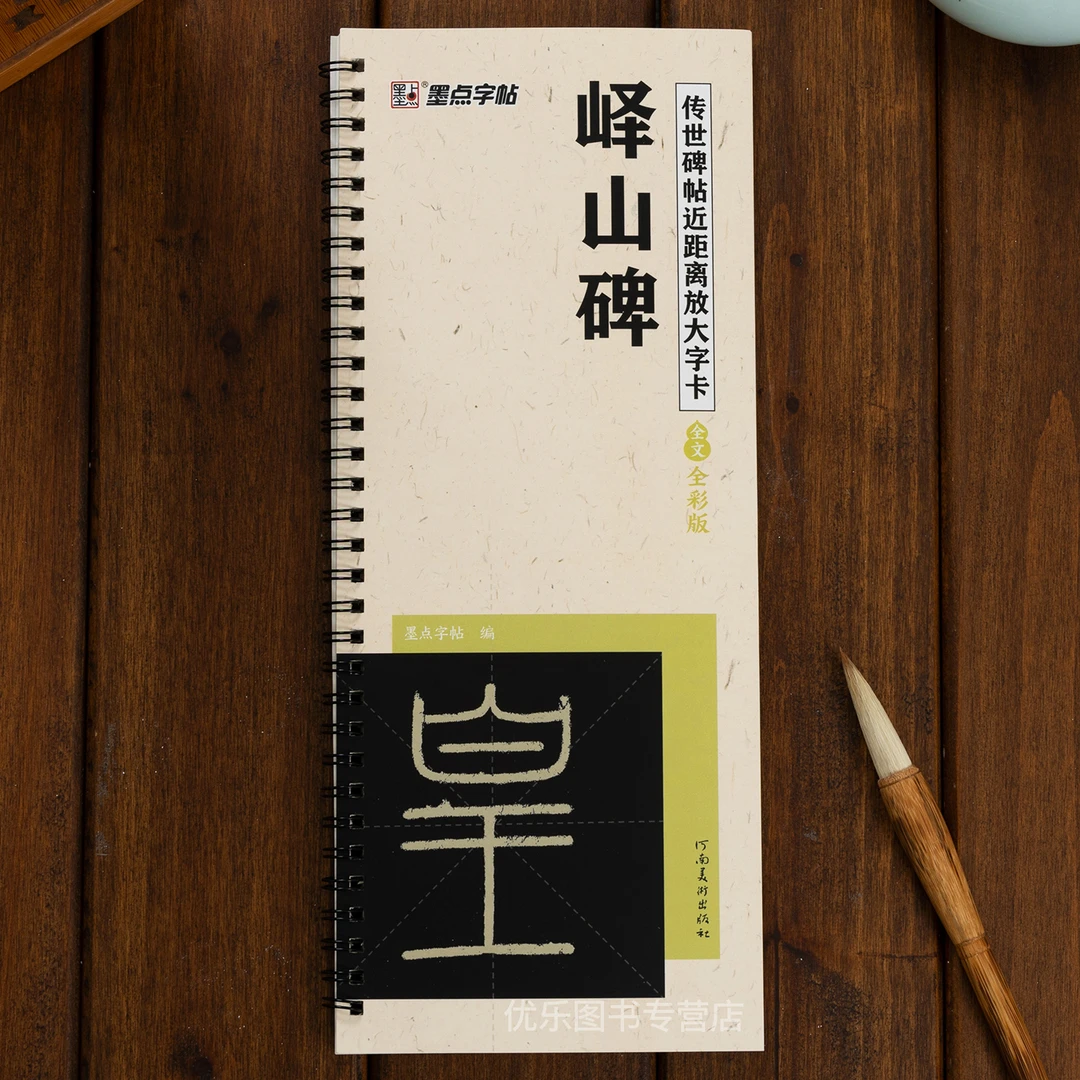 墨点
®
墨点字帖
峄山碑
传世碑帖近距离放大字卡
全文
全彩版
墨点字帖 编
皇
河南美术出版社
优乐图书专营店